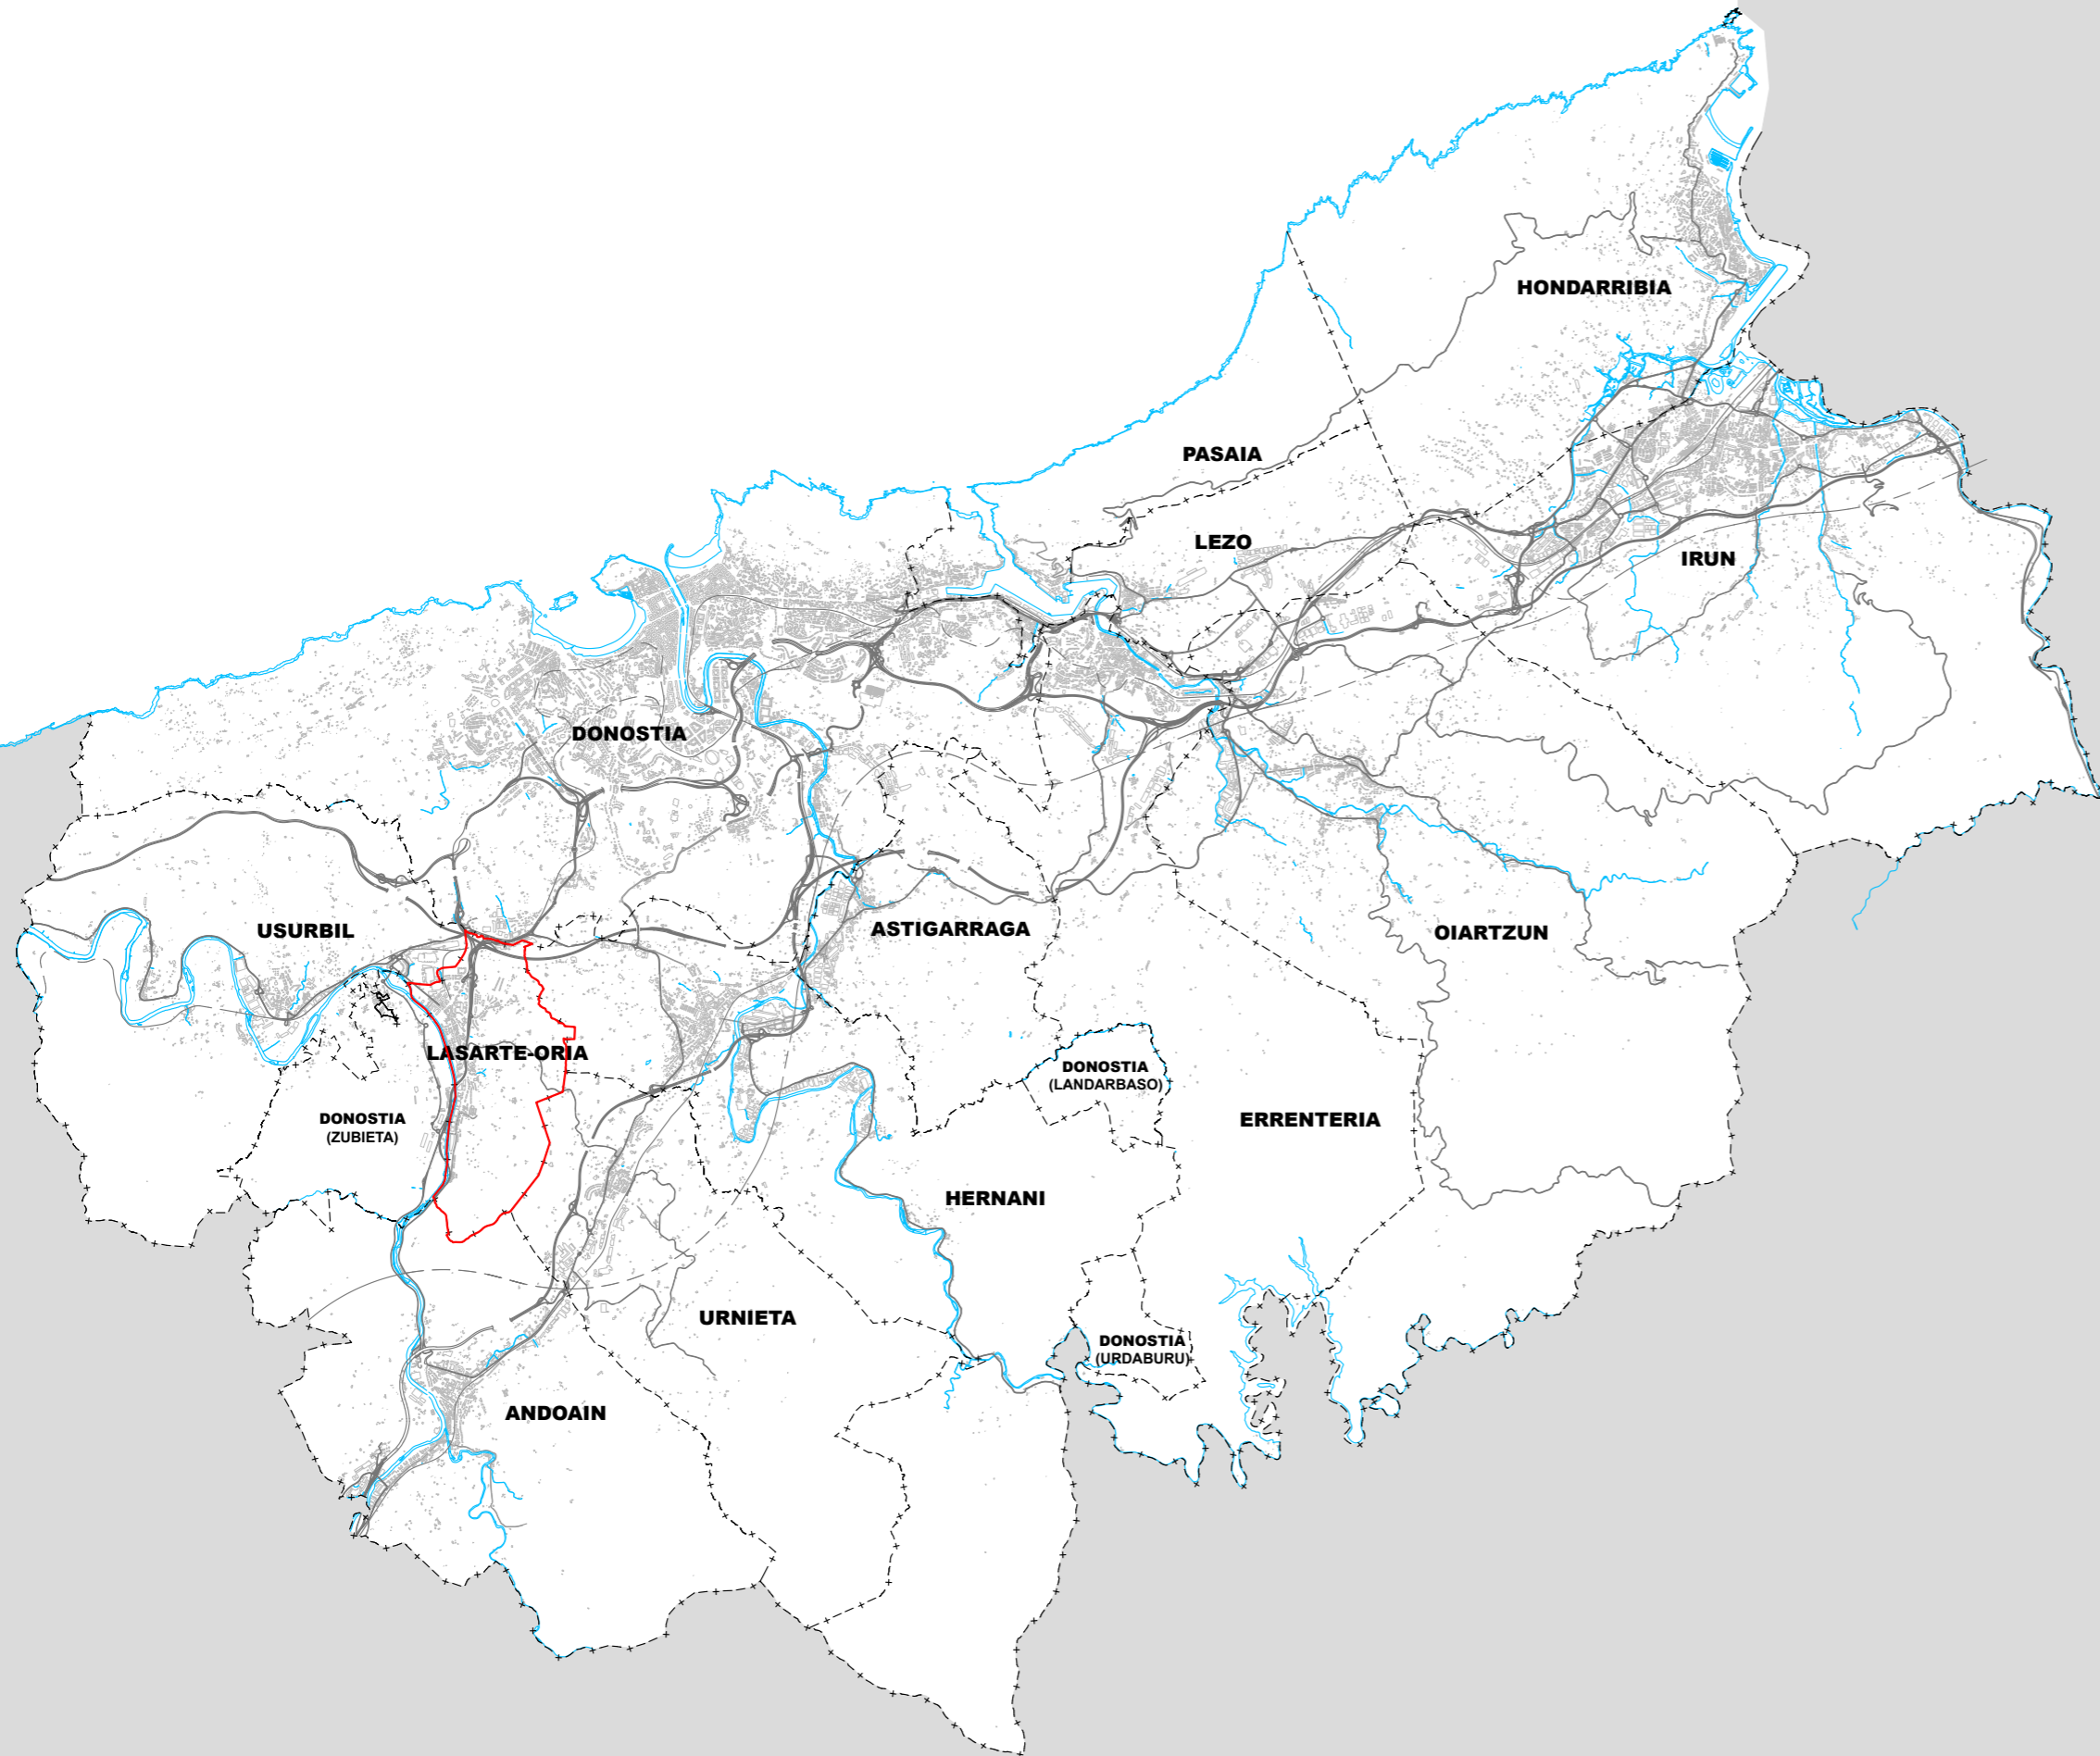 HONDARRIBIA
PASAIA
LEZO
IRUN
DONOSTIA
USURBIL
ASTIGARRAGA
OIARTZUN
LASARTE-ORIA
DONOSTIA
(LANDARBASO)
DONOSTIA
(ZUBIETA)
ERRENTERIA
HERNANI
URNIETA
DONOSTIA
(URDABURU)
ANDOAIN